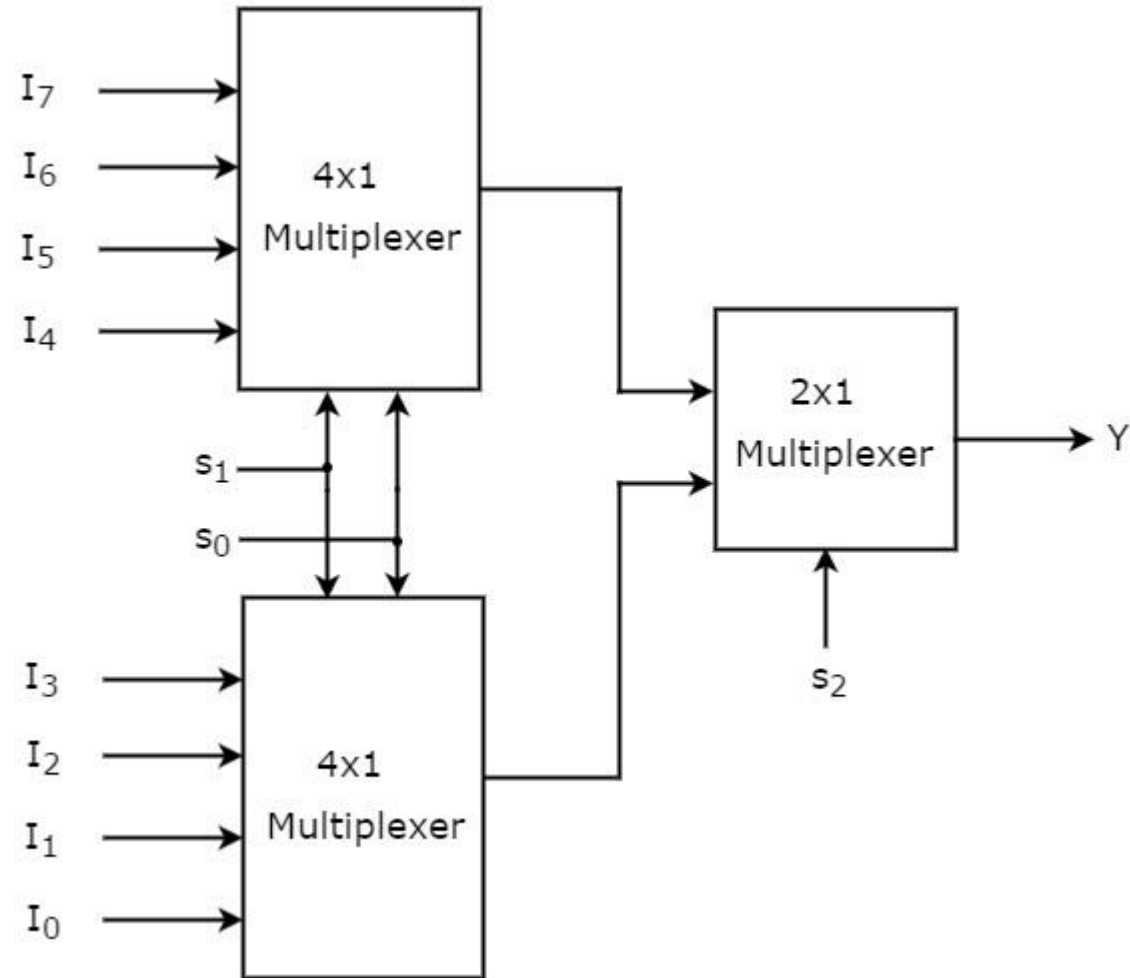 I7
I6
I5
I4
4x1
Multiplexer
s1
s0
I3
I2
I1
I0
4x1
Multiplexer
2x1
Multiplexer
Y
s2